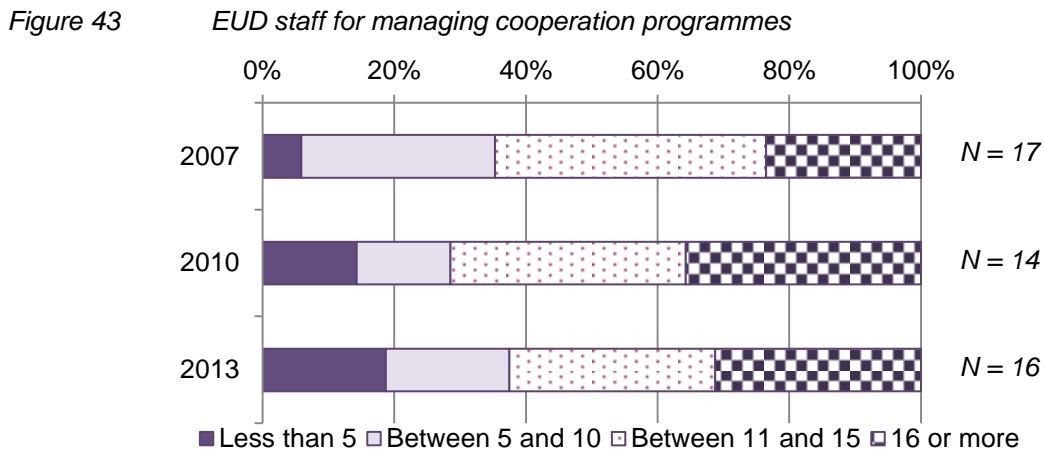 Figure 43 EUD staff for managing cooperation programmes
0% 20% 40% 60% 80% 100%
2007 N = 17
2010 N = 14
2013 N = 16
Less than 5 Between 5 and 10 Between 11 and 15 16 or more